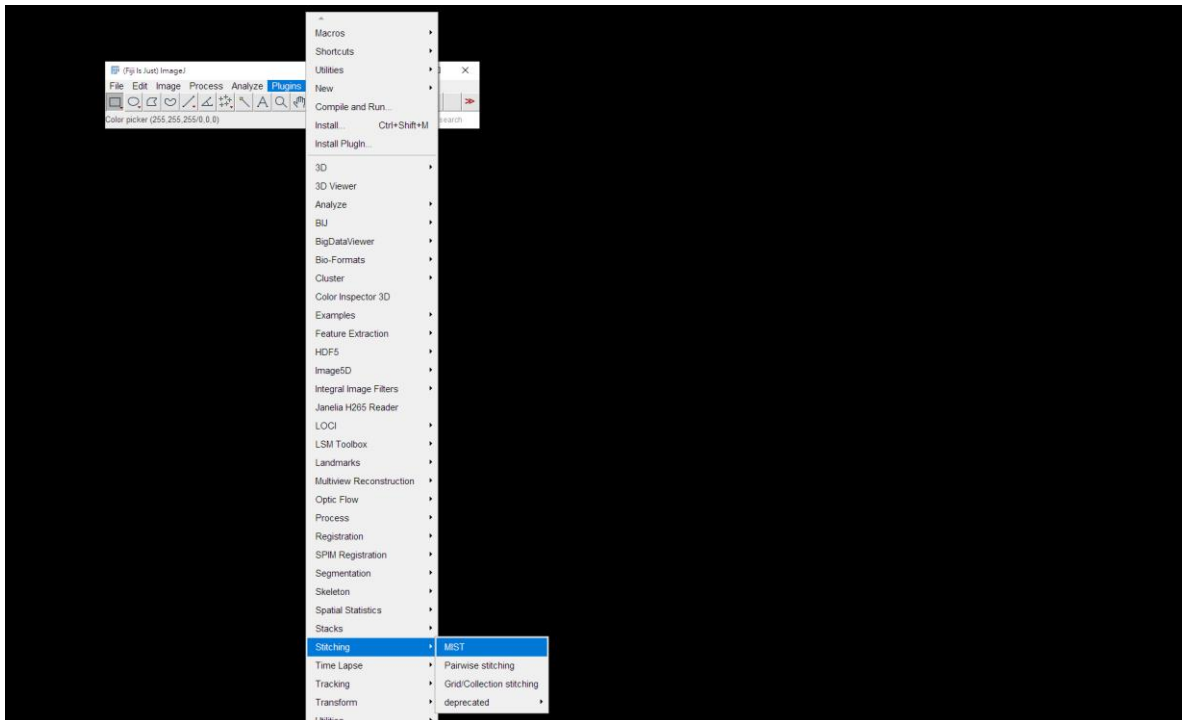 Macros
Shortcuts
(Fiji Is Just) ImageJ
Utilities
File Edit Image Process Analyze Plugins
New
Compile and Run...
Color picker (255,255,255/0,0,0)
Install... Ctrl+Shift+M
earch
Install PlugIn...
3D
3D Viewer
Analyze
BIJ
BigDataViewer
Bio-Formats
Cluster
Color Inspector 3D
Examples
Feature Extraction
HDF5
Image5D
Integral Image Filters
Janelia H265 Reader
LOCI
LSM Toolbox
Landmarks
Multiview Reconstruction
Optic Flow
Process
Registration
SPIM Registration
Segmentation
Skeleton
Spatial Statistics
Stacks
Stitching
MIST
Time Lapse
Pairwise stitching
Tracking
Grid/Collection stitching
Transform
deprecated
Utilities